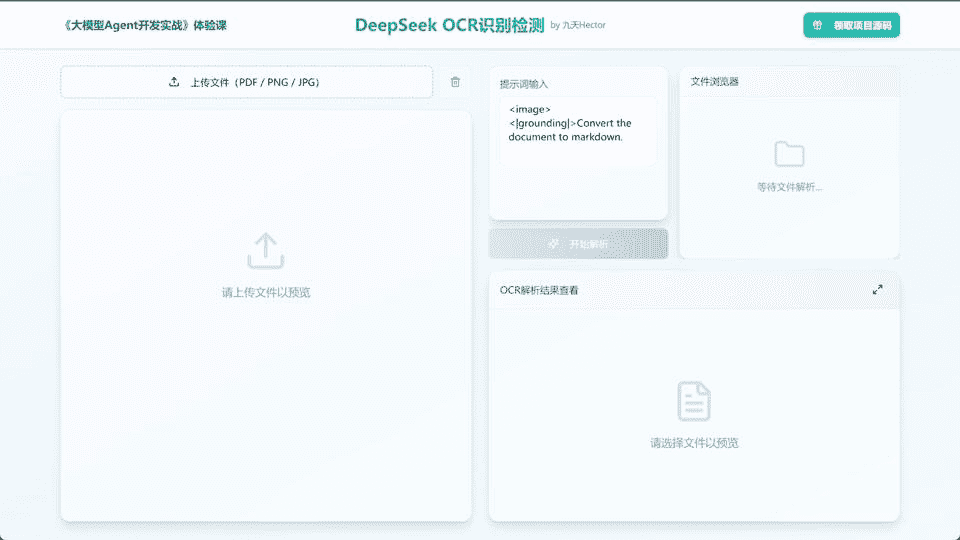 《大模型Agent开发实战》体验课
DeepSeek OCR识别检测 by 九天Hector
领取项目源码
上传文件（PDF / PNG / JPG）
请上传文件以预览
提示词输入
<image>
<|grounding|>Convert the
document to markdown.
开始解析
文件浏览器
等待文件解析...
OCR解析结果查看
请选择文件以预览